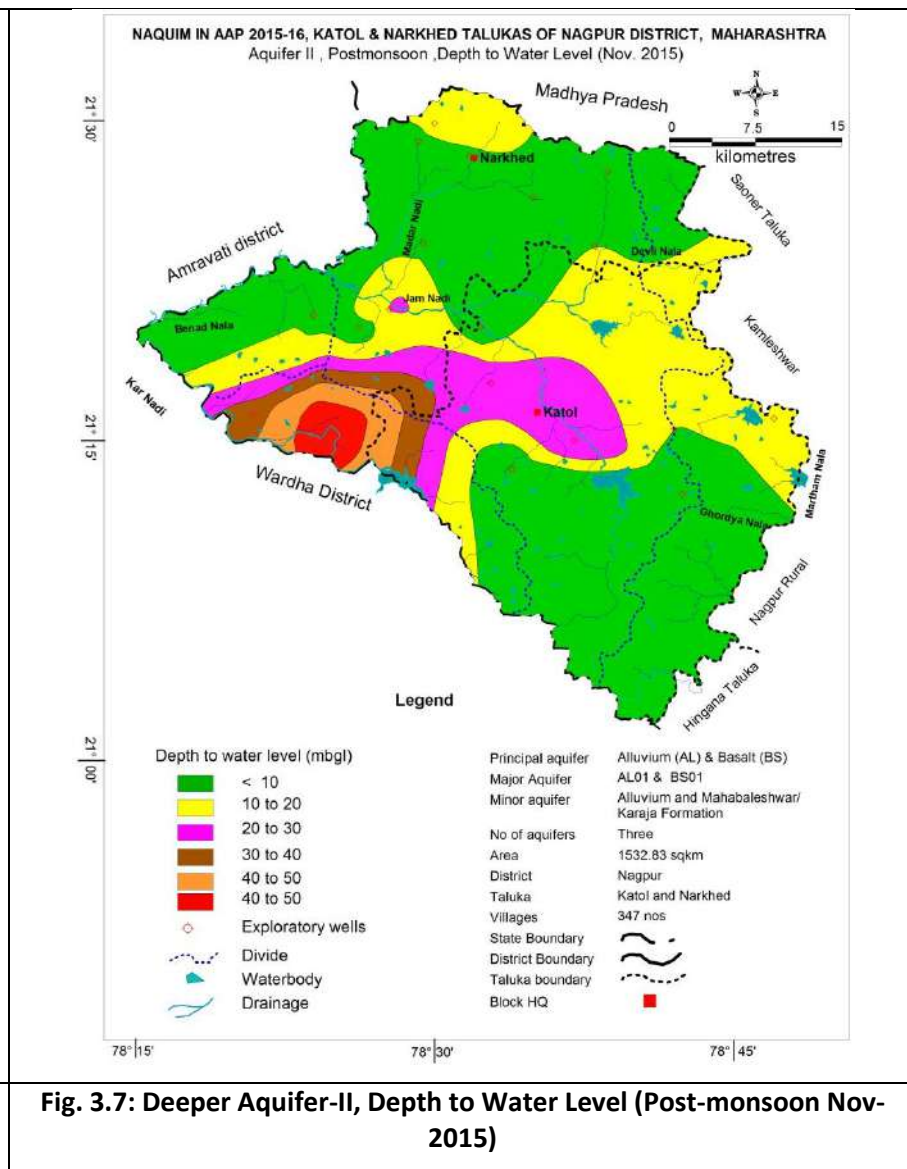 NAQUIM IN AAP 2015-16, KATOL & NARKHED TALUKAS OF NAGPUR DISTRICT, MAHARASHTRA
Aquifer II , Postmonsoon ,Depth to Water Level (Nov. 2015)
N
W E
S
0 7.5 15
kilometres
Madhya Pradesh
21° 30'
Narkhed
Saoner Taluka
Madar Nadi
Amravati district
Devli Nala
Jam Nadi
Benad Nala
Kamleshwar
Kar Nadi
Katol
21° 15'
Wardha District
Martham Nala
Ghordya Nala
Nagpur Rural
Hingana Taluka
Legend
21° 00'
Depth to water level (mbgl)
< 10
10 to 20
20 to 30
30 to 40
40 to 50
40 to 50
Exploratory wells
Divide
Waterbody
Drainage
Principal aquifer Alluvium (AL) & Basalt (BS)
Major Aquifer AL01 & BS01
Minor aquifer Alluvium and Mahabaleshwar/
Karaja Formation
No of aquifers Three
Area 1532.83 sqkm
District Nagpur
Taluka Katol and Narkhed
Villages 347 nos
State Boundary
District Boundary
Taluka boundary
Block HQ
78° 15' 78° 30' 78° 45'
Fig. 3.7: Deeper Aquifer-II, Depth to Water Level (Post-monsoon Nov-
2015)